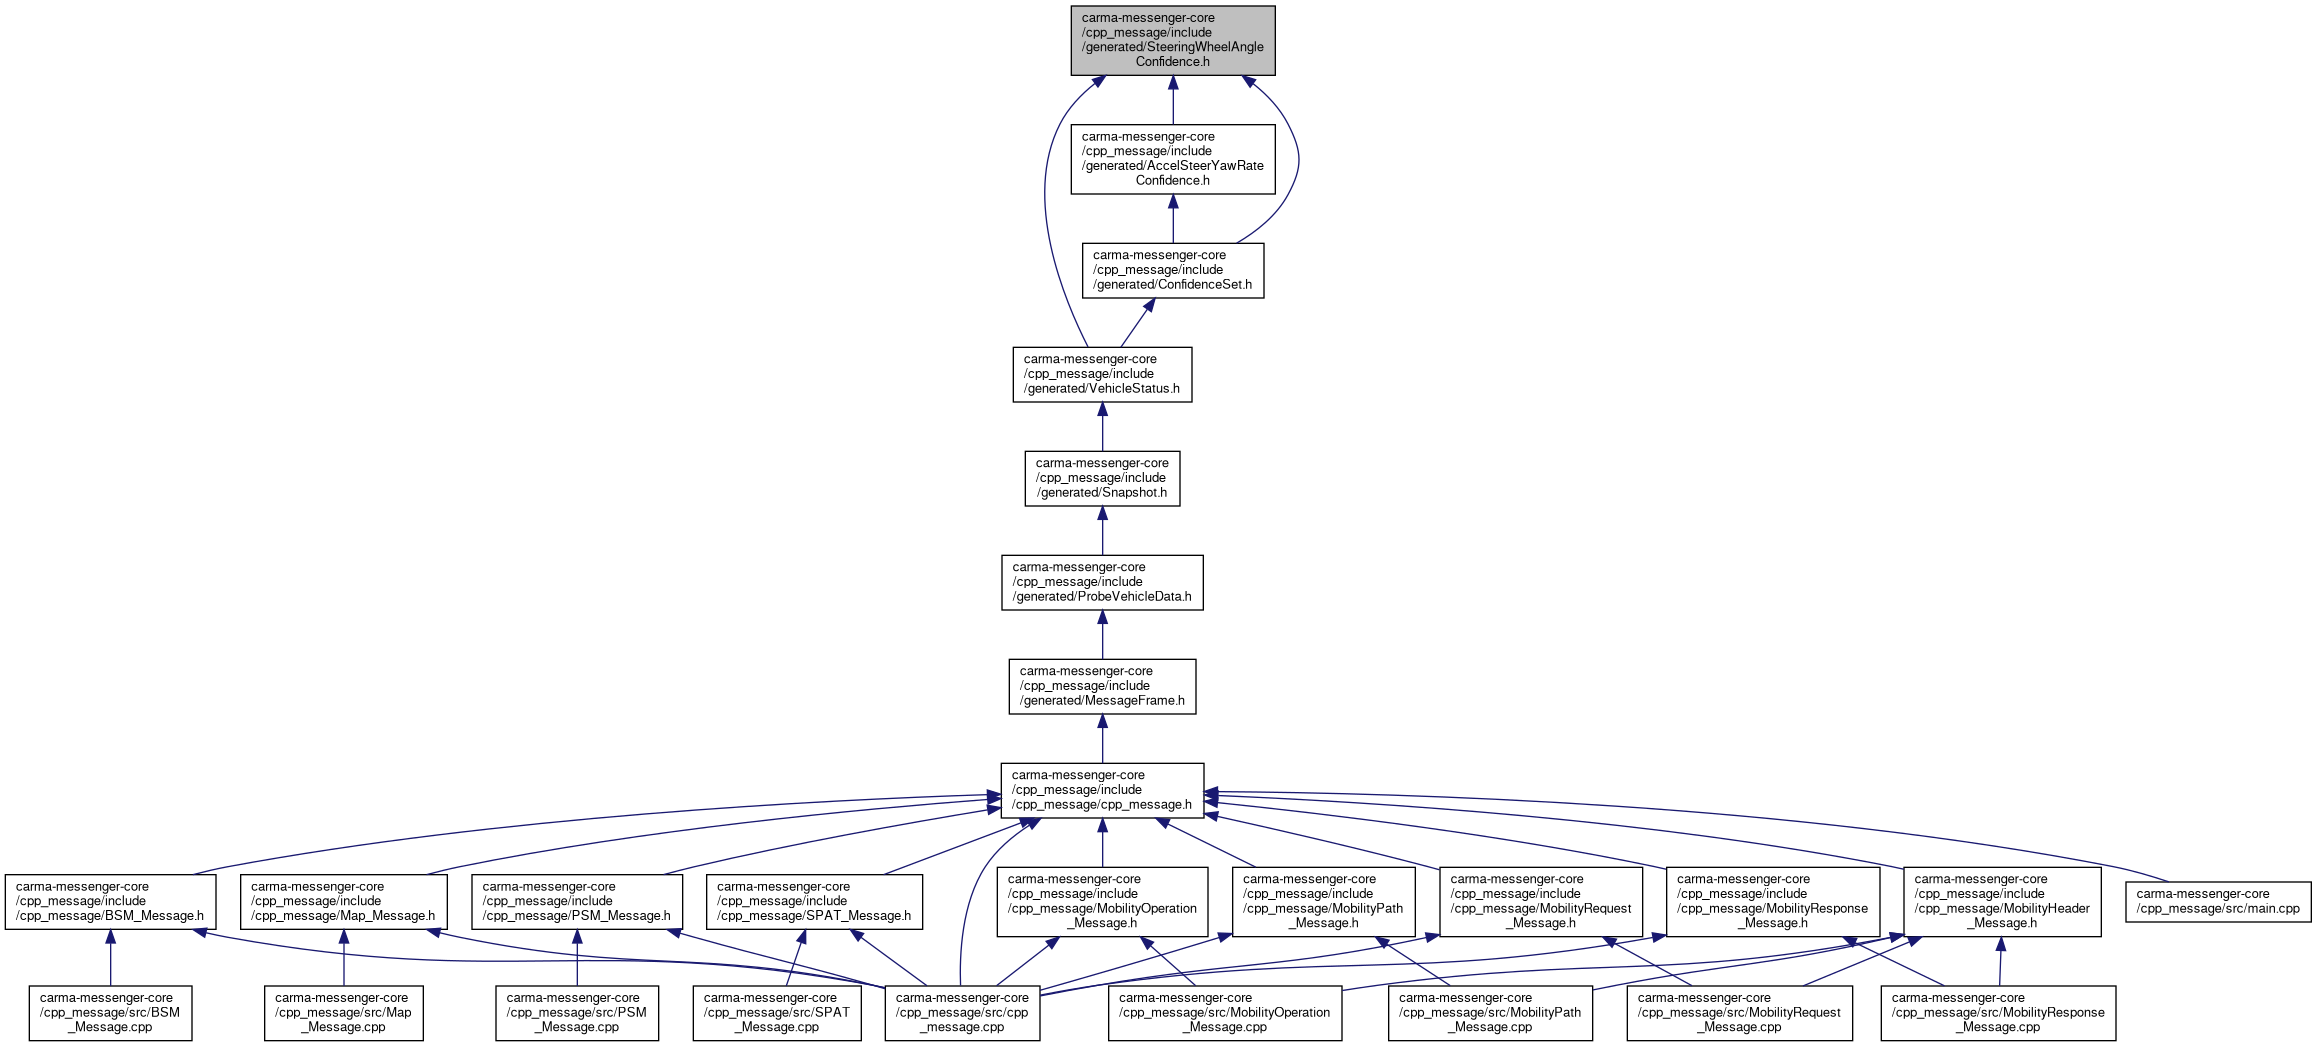 carma-messenger-core
/cpp_message/include
/generated/SteeringWheelAngle
Confidence.h
carma-messenger-core
/cpp_message/include
/generated/AccelSteerYawRate
Confidence.h
carma-messenger-core
/cpp_message/include
/generated/ConfidenceSet.h
carma-messenger-core
/cpp_message/include
/generated/VehicleStatus.h
carma-messenger-core
/cpp_message/include
/generated/Snapshot.h
carma-messenger-core
/cpp_message/include
/generated/ProbeVehicleData.h
carma-messenger-core
/cpp_message/include
/generated/MessageFrame.h
carma-messenger-core
/cpp_message/include
/cpp_message/cpp_message.h
carma-messenger-core
/cpp_message/include
/cpp_message/BSM_Message.h
carma-messenger-core
/cpp_message/include
/cpp_message/Map_Message.h
carma-messenger-core
/cpp_message/include
/cpp_message/PSM_Message.h
carma-messenger-core
/cpp_message/include
/cpp_message/SPAT_Message.h
carma-messenger-core
/cpp_message/include
/cpp_message/MobilityOperation
_Message.h
carma-messenger-core
/cpp_message/include
/cpp_message/MobilityPath
_Message.h
carma-messenger-core
/cpp_message/include
/cpp_message/MobilityRequest
_Message.h
carma-messenger-core
/cpp_message/include
/cpp_message/MobilityResponse
_Message.h
carma-messenger-core
/cpp_message/include
/cpp_message/MobilityHeader
_Message.h
carma-messenger-core
/cpp_message/src/main.cpp
carma-messenger-core
/cpp_message/src/BSM
_Message.cpp
carma-messenger-core
/cpp_message/src/Map
_Message.cpp
carma-messenger-core
/cpp_message/src/PSM
_Message.cpp
carma-messenger-core
/cpp_message/src/SPAT
_Message.cpp
carma-messenger-core
/cpp_message/src/cpp
_message.cpp
carma-messenger-core
/cpp_message/src/MobilityOperation
_Message.cpp
carma-messenger-core
/cpp_message/src/MobilityPath
_Message.cpp
carma-messenger-core
/cpp_message/src/MobilityRequest
_Message.cpp
carma-messenger-core
/cpp_message/src/MobilityResponse
_Message.cpp